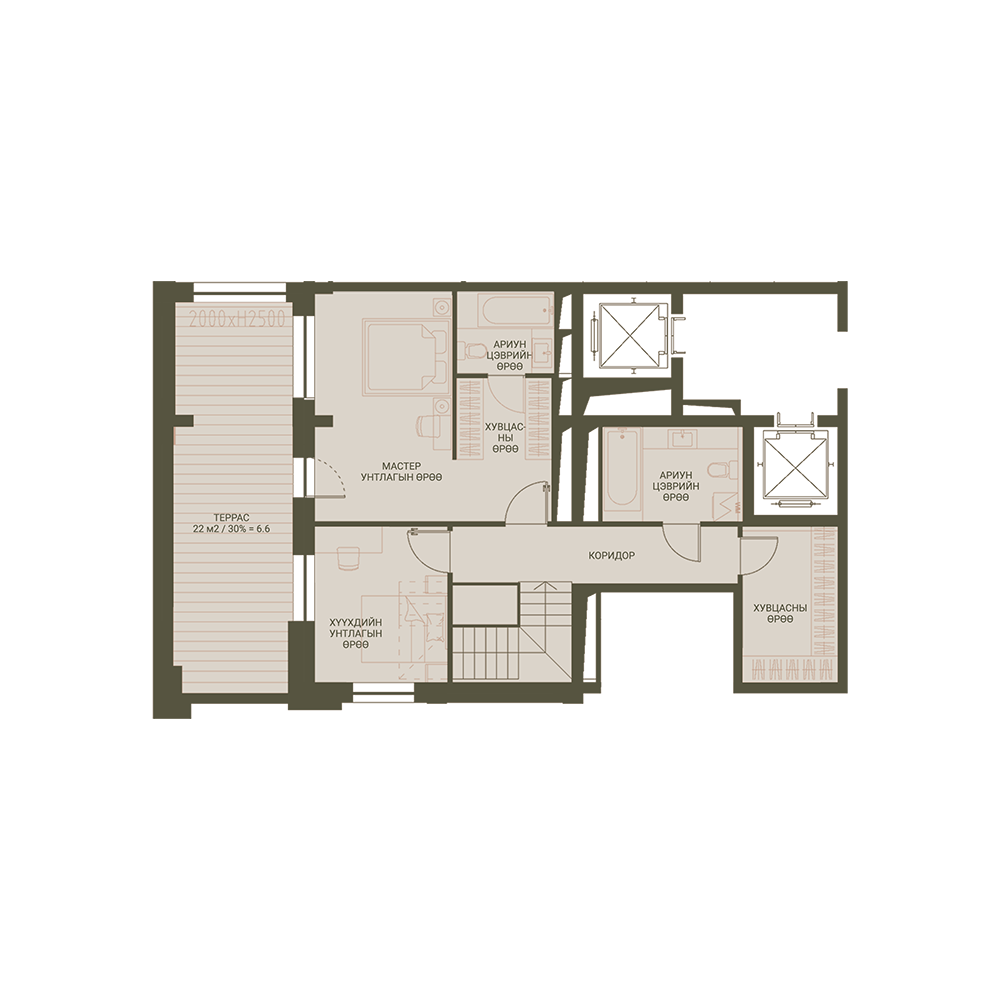 2000xH2500
АРИУН
ЦЭВРИЙН
ӨРӨӨ
ХУВЦАС-
НЫ
ӨРӨӨ
МАСТЕР
УНТЛАГЫН ӨРӨӨ
АРИУН
ЦЭВРИЙН
ӨРӨӨ
ТЕРРАС
22 м2 / 30% = 6.6
КОРИДОР
ХҮҮХДИЙН
УНТЛАГЫН
ӨРӨӨ
ХУВЦАСНЫ
ӨРӨӨ